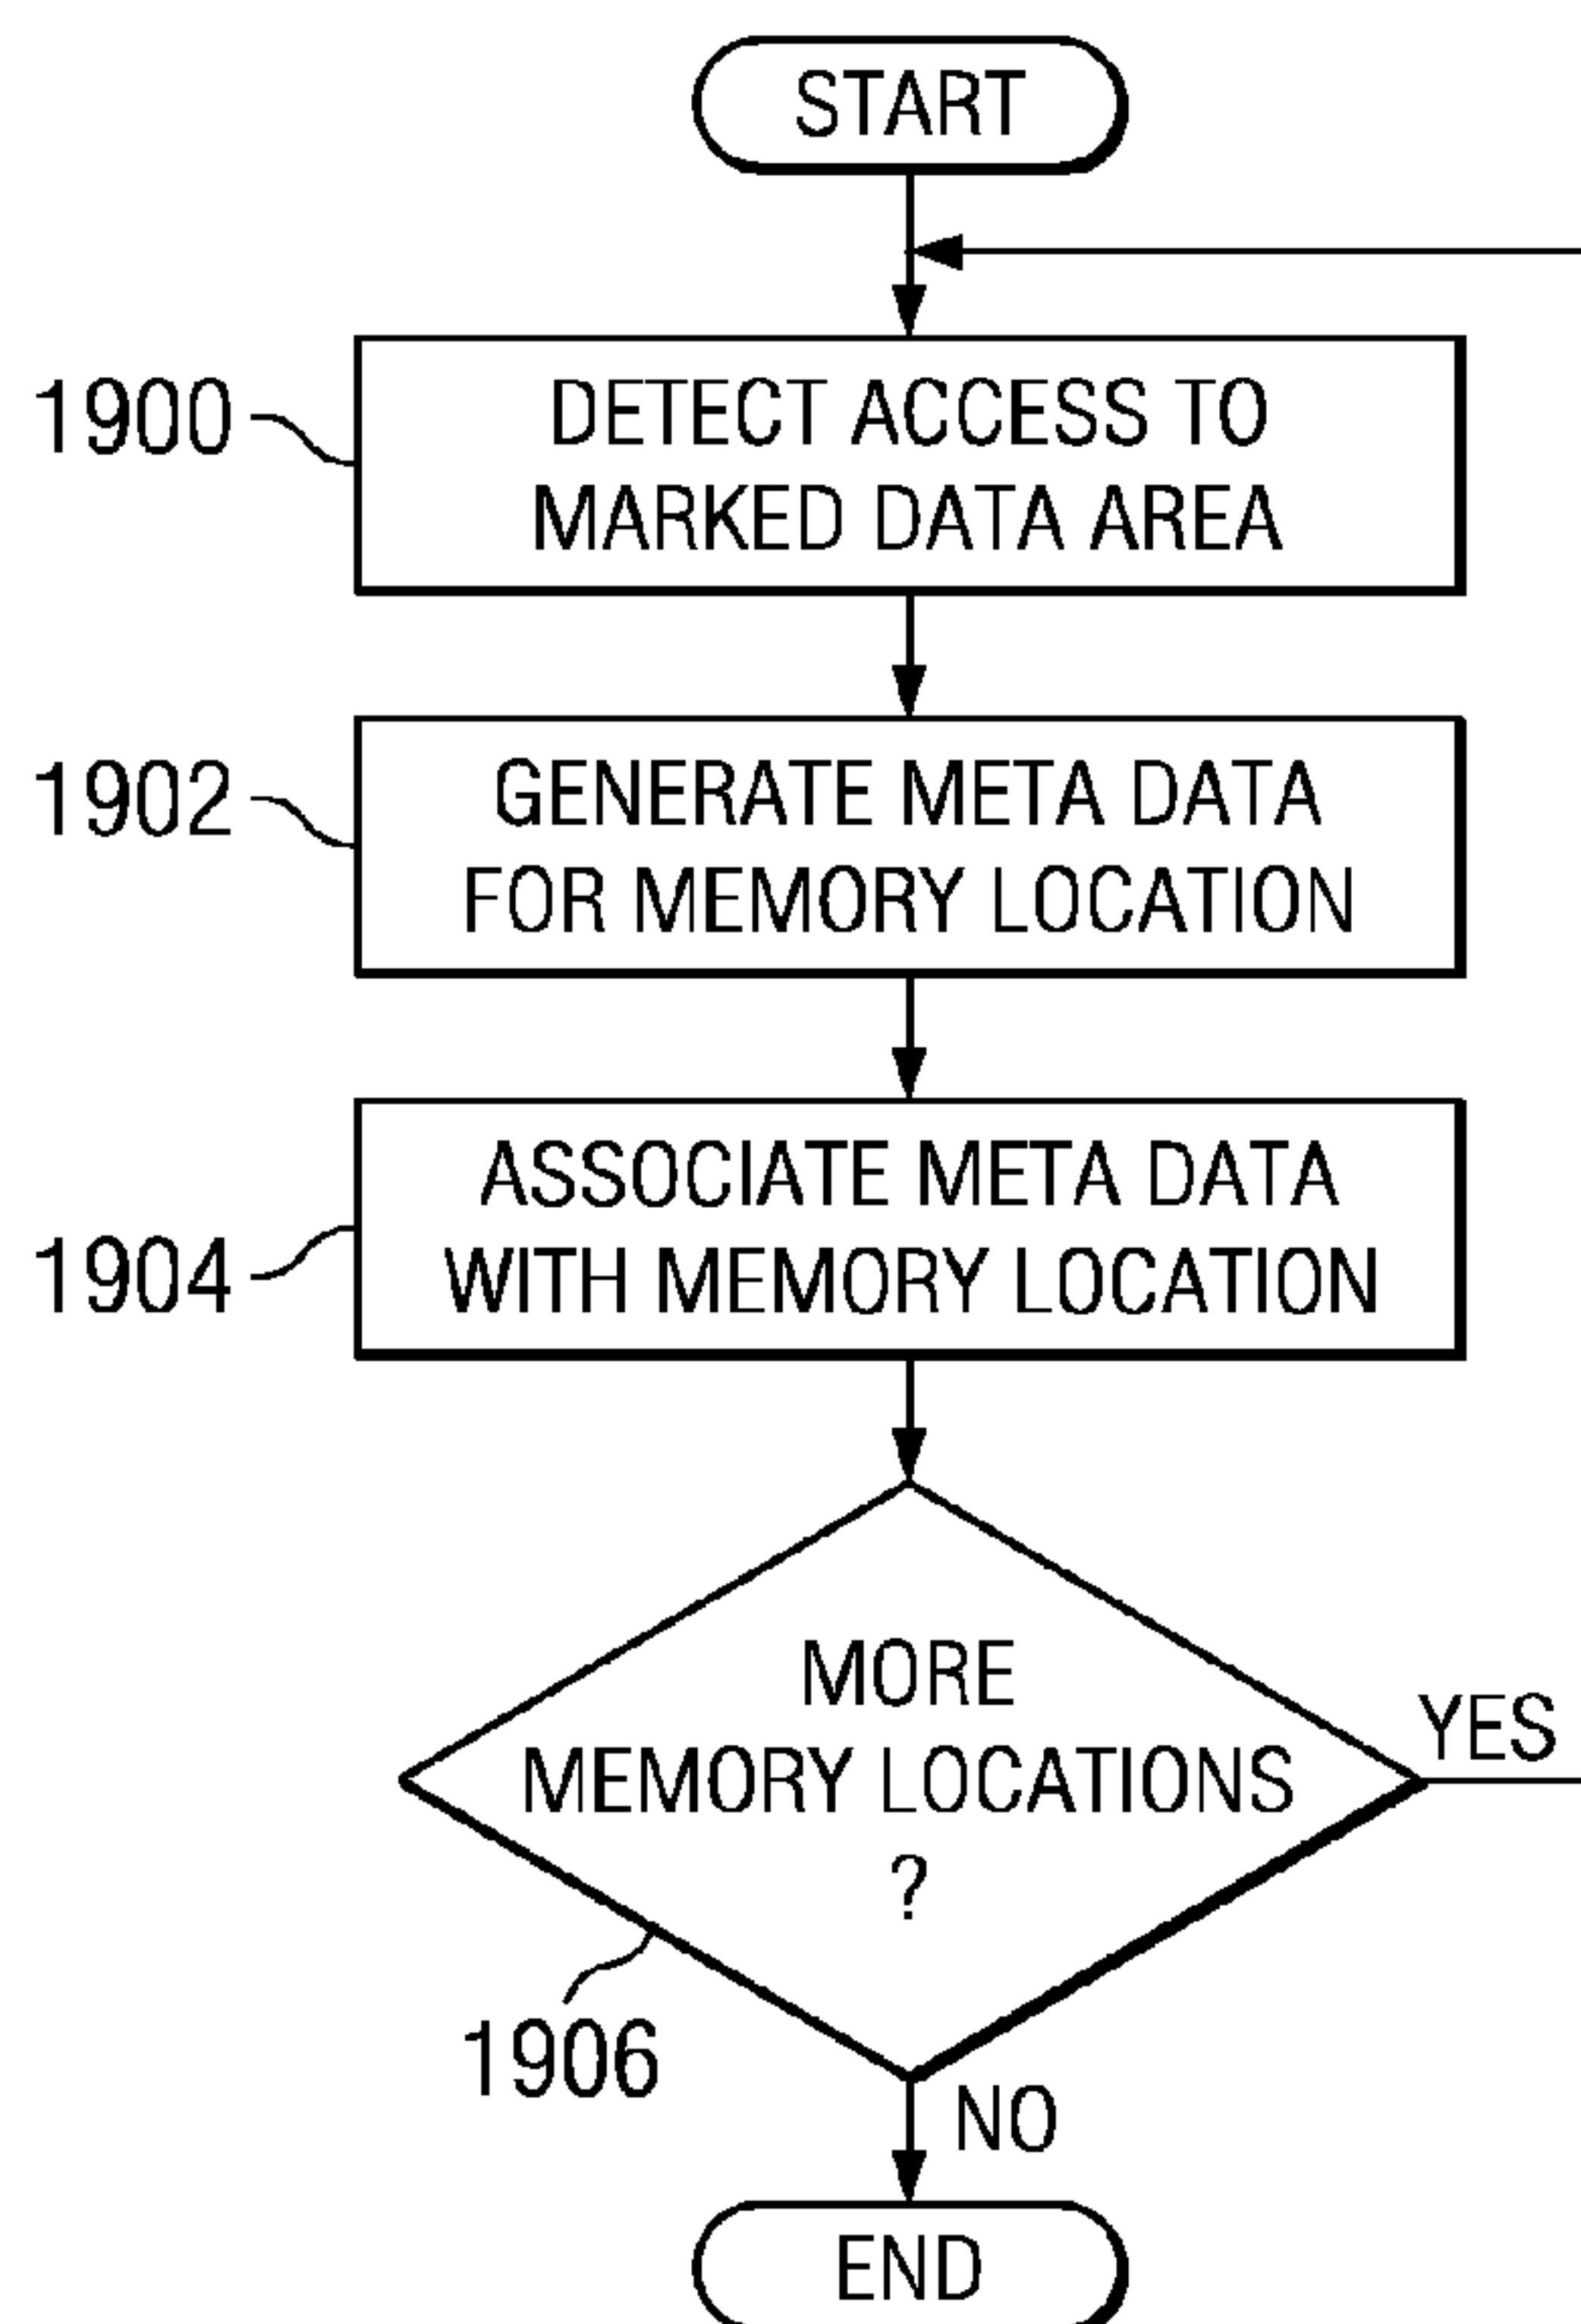 START
1900
DETECT ACCESS TO
MARKED DATA AREA
1902
GENERATE META DATA
FOR MEMORY LOCATION
1904
ASSOCIATE META DATA
WITH MEMORY LOCATION
MORE
MEMORY LOCATIONS
?
YES
1906
NO
END